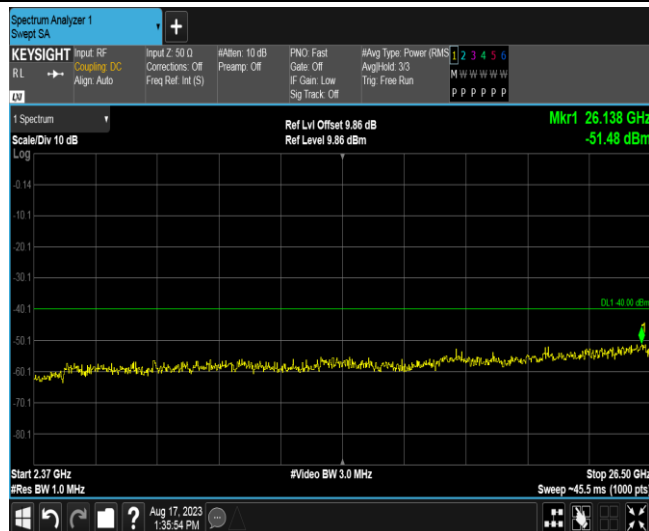 Spectrum Analyzer 1
Swept SA
+
KEYSIGHT
RL
LXI
Input: RF
Coupling: DC
Align: Auto
Input Z: 50 Ω
Corrections: Off
Freq Ref: Int (S)
#Atten: 10 dB
Preamp: Off
PNO: Fast
Gate: Off
IF Gain: Low
Sig Track: Off
#Avg Type: Power (RMS
Avg|Hold: 3/3
Trig: Free Run
1 2 3 4 5 6
M W W W W W
P P P P P P
1 Spectrum
Scale/Div 10 dB
Ref Lvl Offset 9.86 dB
Ref Level 9.86 dBm
Mkr1 26.138 GHz
-51.48 dBm
Log
-0.14
-10.1
-20.1
-30.1
-40.1
DL1 -40.00 dBm
1
-50.1
-60.1
-70.1
-80.1
Start 2.37 GHz
#Res BW 1.0 MHz
#Video BW 3.0 MHz
Stop 26.50 GHz
Sweep ~45.5 ms (1000 pts)
?
Aug 17, 2023
1:35:54 PM